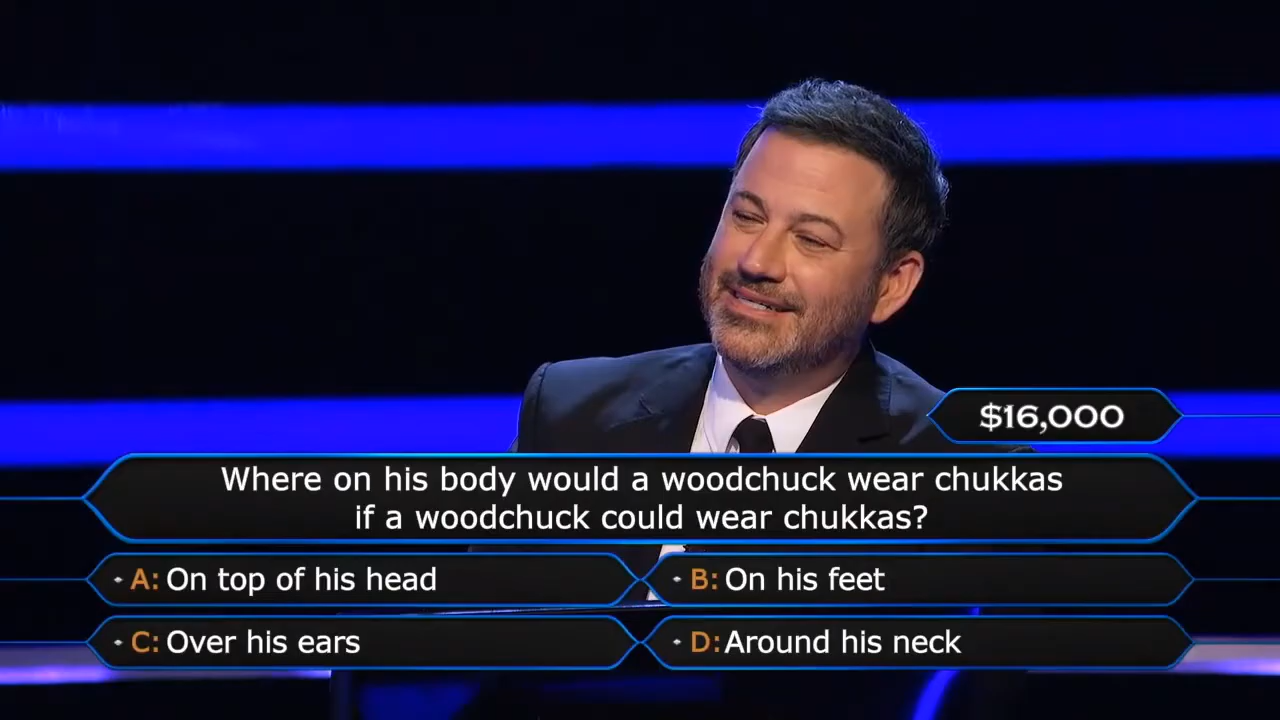 $16,000
Where on his body would a woodchuck wear chukkas
if a woodchuck could wear chukkas?
A: On top of his head
B: On his feet
C: Over his ears
D: Around his neck